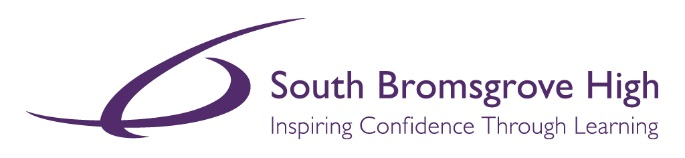 South Bromsgrove High
Inspiring Confidence Through Learning